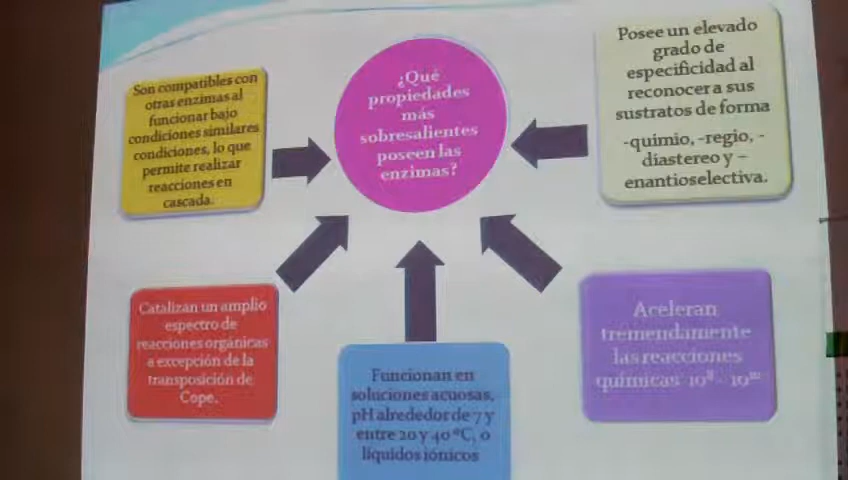 ¿Qué
propiedades
más
sobresalientes
poseen las
enzimas?
Son compatibles con
otras enzimas al
funcionar bajo
condiciones similares
condiciones, lo que
permite realizar
reacciones en
cascada.
Posee un elevado
grado de
especificidad al
reconocer a sus
sustratos de forma
-quimio, -regio, -
diastereo y –
enantioselectiva.
Catalizan un amplio
espectro de
reacciones orgánicas
a excepción de la
transposición de
Cope.
Funcionan en
soluciones acuosas,
pH alrededor de 7 y
entre 20 y 40 ºC, o
líquidos iónicos
Aceleran
tremendamente
las reacciones
químicas